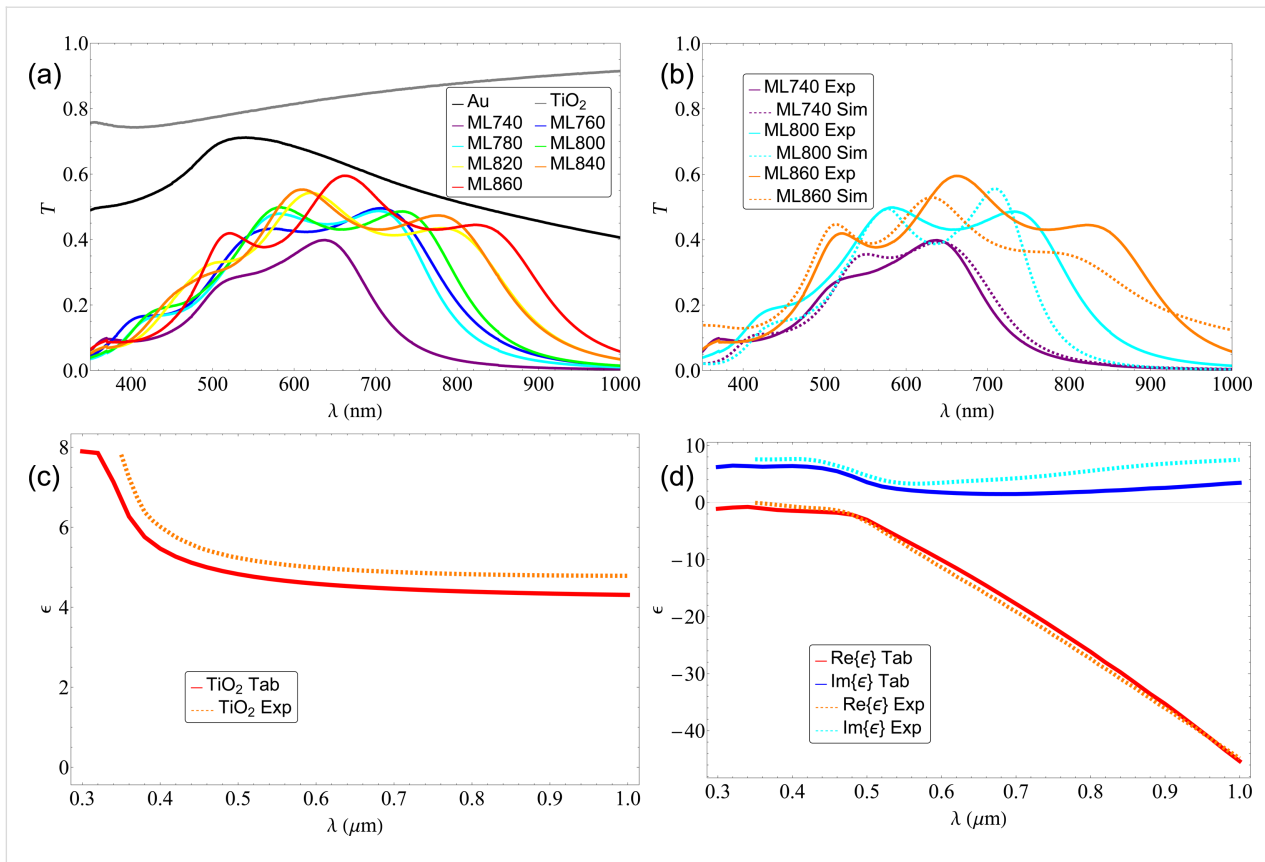 (a)
1.0
0.8
0.6
0.4
0.2
0.0
T
Au
TiO₂
ML740
ML760
ML780
ML800
ML820
ML840
ML860
400 500 600 700 800 900 1000
λ (nm)
(b)
1.0
0.8
0.6
0.4
0.2
0.0
T
ML740 Exp
ML740 Sim
ML800 Exp
ML800 Sim
ML860 Exp
ML860 Sim
400 500 600 700 800 900 1000
λ (nm)
(c)
8
6
4
2
0
ϵ
TiO₂ Tab
TiO₂ Exp
0.3 0.4 0.5 0.6 0.7 0.8 0.9 1.0
λ (μm)
(d)
10
0
−10
−20
−30
−40
ϵ
Re{ϵ} Tab
Im{ϵ} Tab
Re{ϵ} Exp
Im{ϵ} Exp
0.3 0.4 0.5 0.6 0.7 0.8 0.9 1.0
λ (μm)